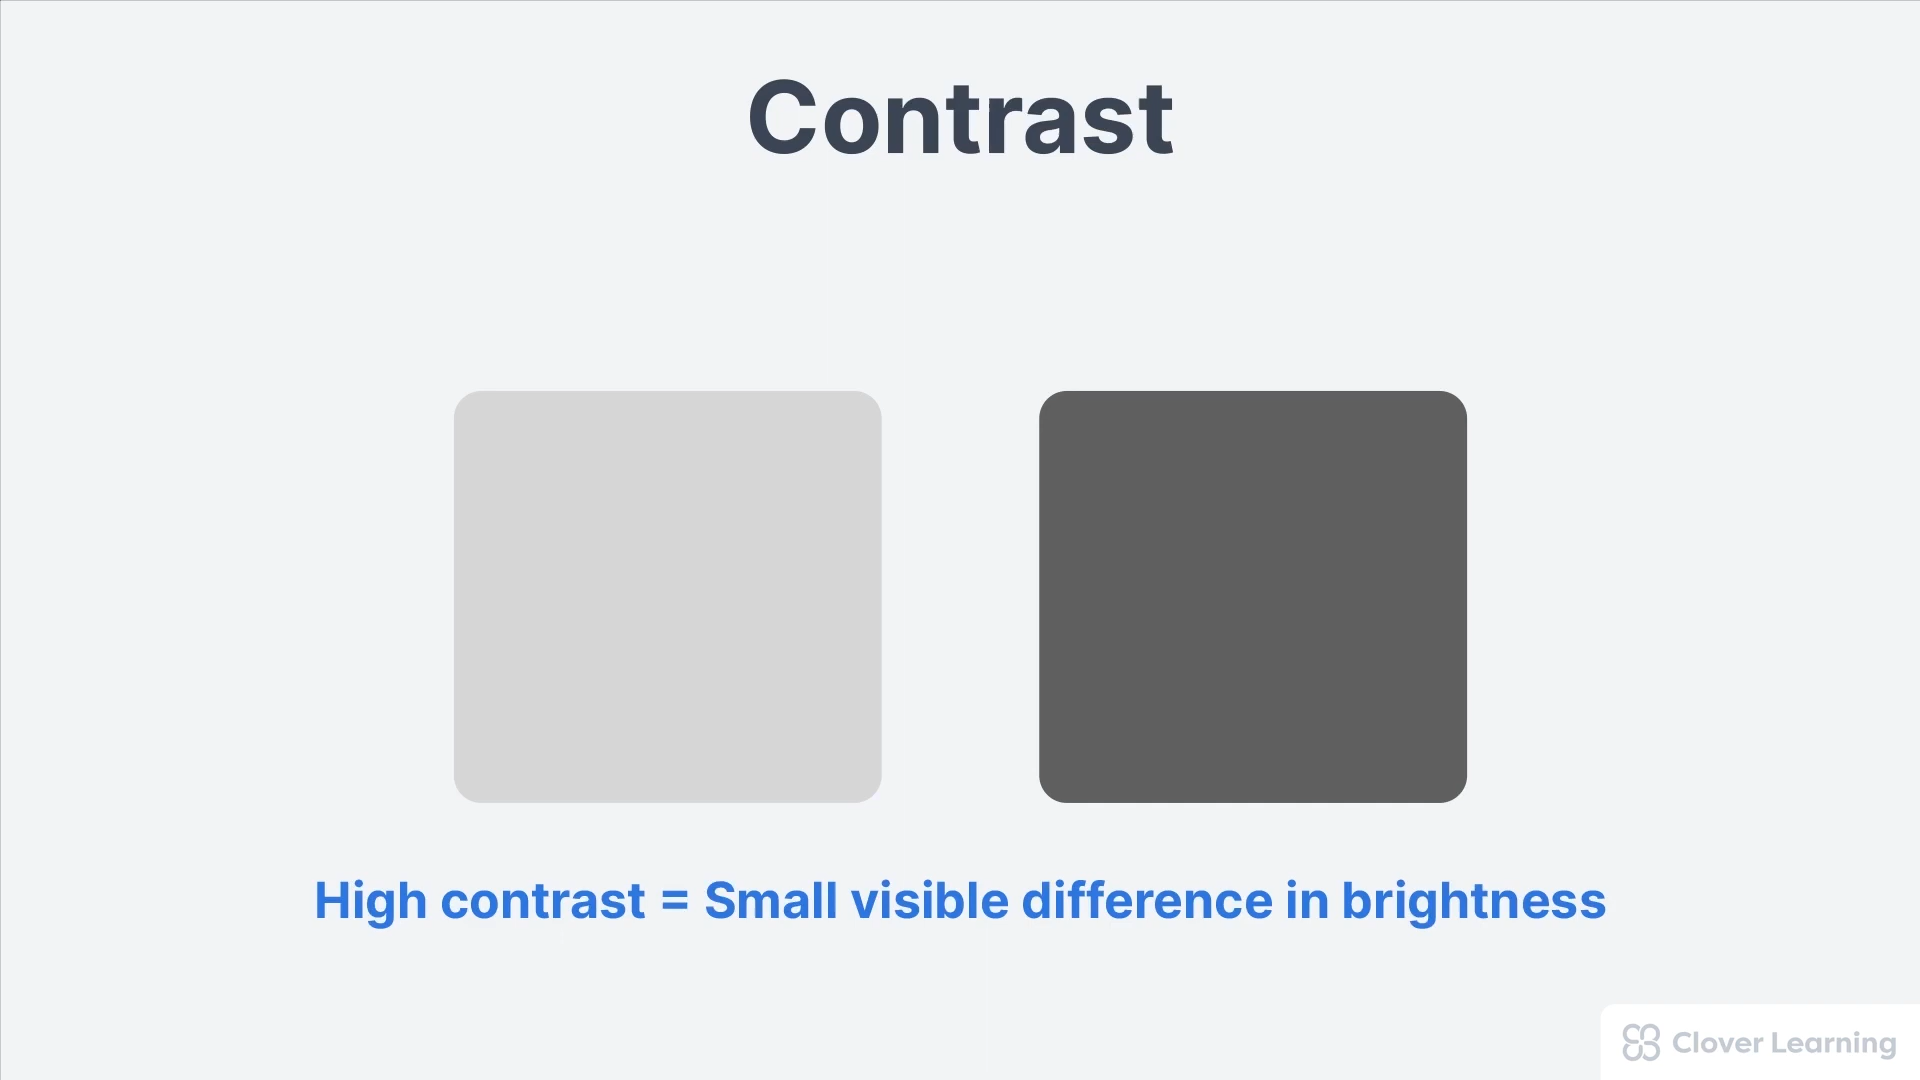 Contrast
High contrast = Small visible difference in brightness
Clover Learning